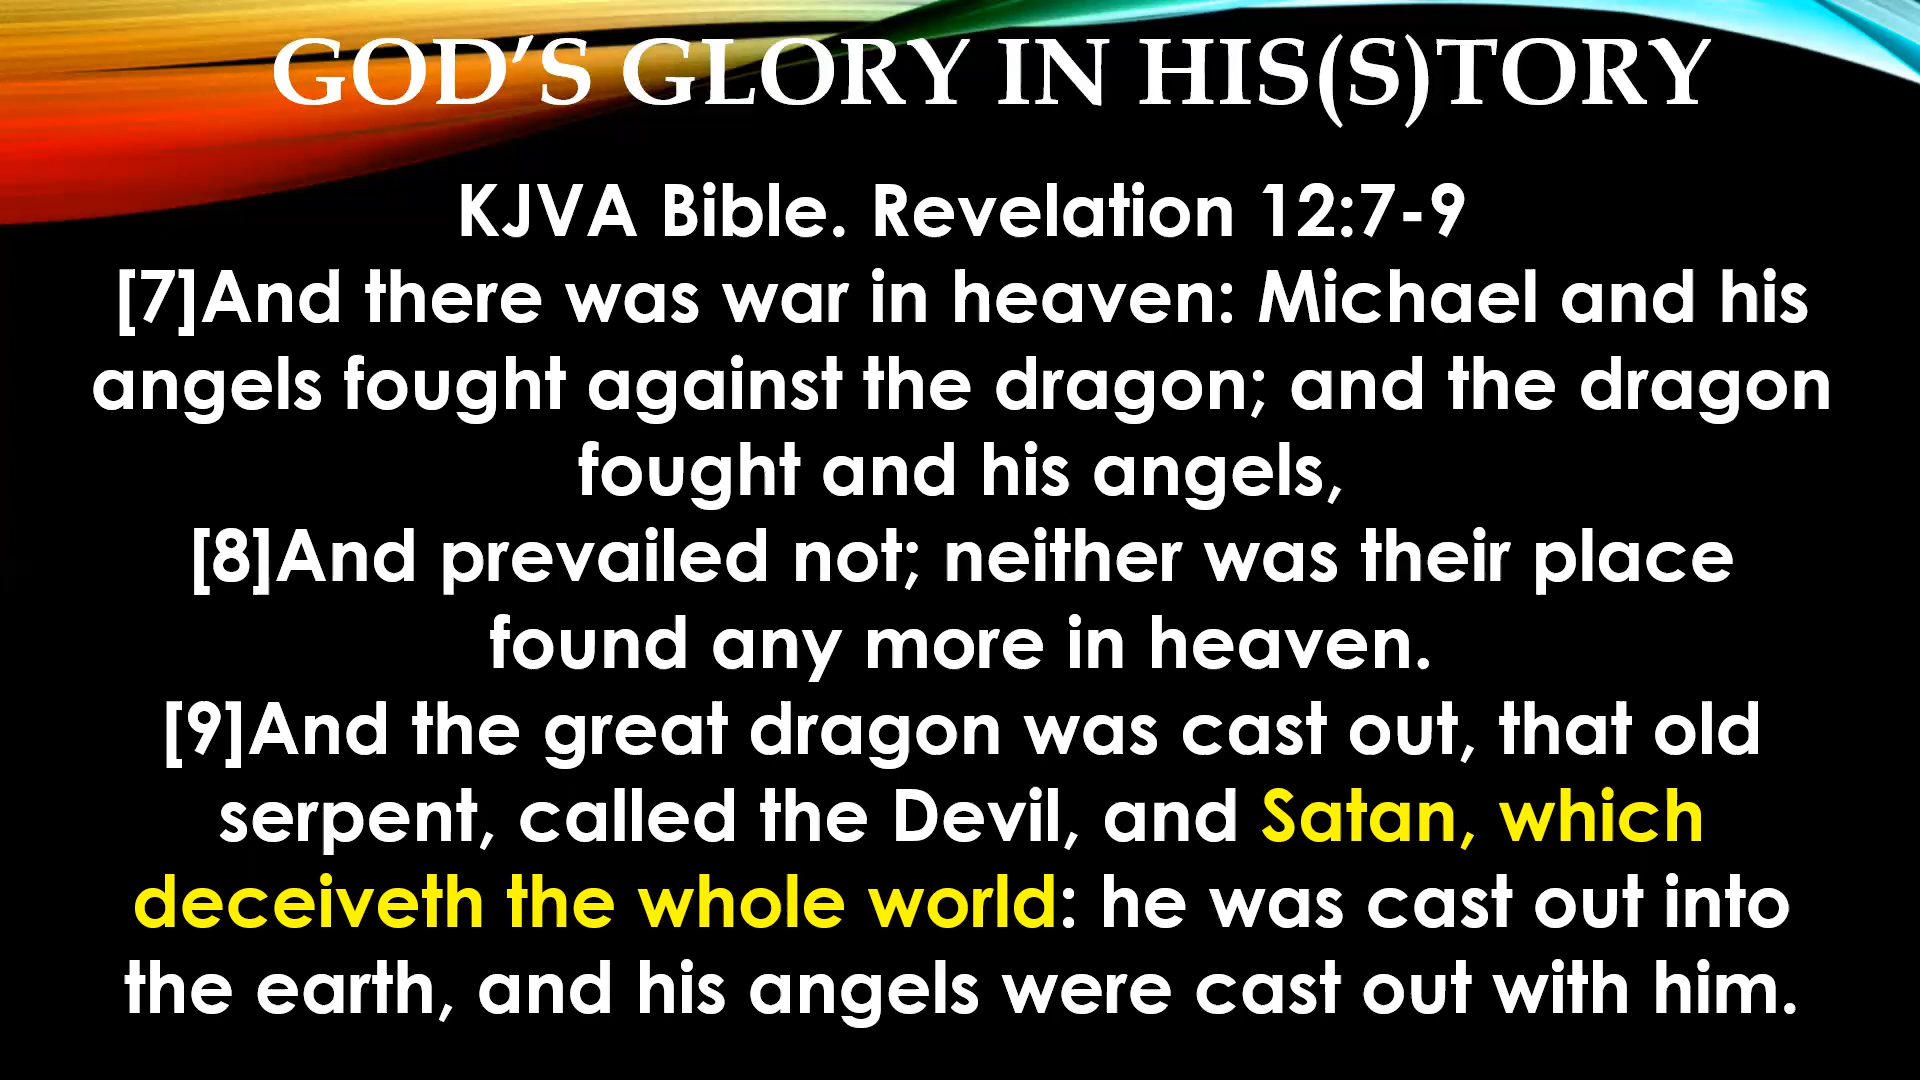 GOD’S GLORY IN HIS(S)TORY
KJVA Bible. Revelation 12:7-9
[7]And there was war in heaven: Michael and his
angels fought against the dragon; and the dragon
fought and his angels,
[8]And prevailed not; neither was their place
found any more in heaven.
[9]And the great dragon was cast out, that old
serpent, called the Devil, and Satan, which
deceiveth the whole world: he was cast out into
the earth, and his angels were cast out with him.